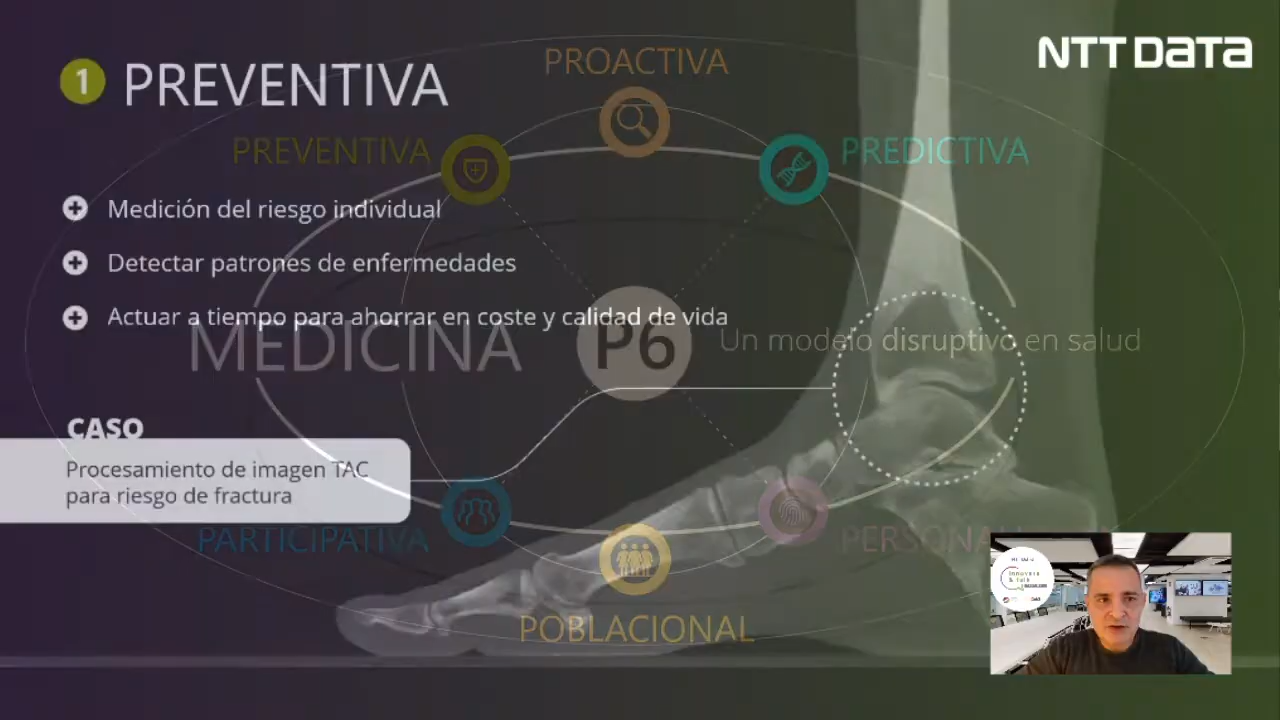 NTT DATA
PROACTIVA
1 PREVENTIVA
PREVENTIVA
PREDICTIVA
Medición del riesgo individual
Detectar patrones de enfermedades
Actuar a tiempo para ahorrar en coste y calidad de vida
MEDICINA P6 Un modelo disruptivo en salud
CASO
Procesamiento de imagen TAC
para riesgo de fractura
PARTICIPATIVA
POBLACIONAL
innovate
& talk